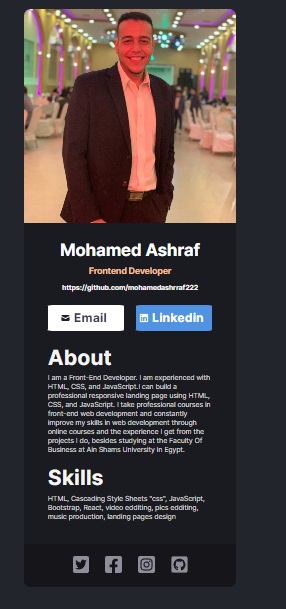 Mohamed Ashraf
Frontend Developer
https://github.com/mohamedashrraf222
Email
Linkedin
About
I am a Front-End Developer. I am experienced with
HTML, CSS, and JavaScript.I can build a
professional responsive landing page using HTML,
CSS, and JavaScript. I take professional courses in
front-end web development and constantly
improve my skills in web development through
online courses and the experience I get from the
projects I do, besides studying at the Faculty Of
Business at Ain Shams University in Egypt.
Skills
HTML, Cascading Style Sheets "css", JavaScript,
Bootstrap, React, video edditing, pics edditing,
music production, landing pages design